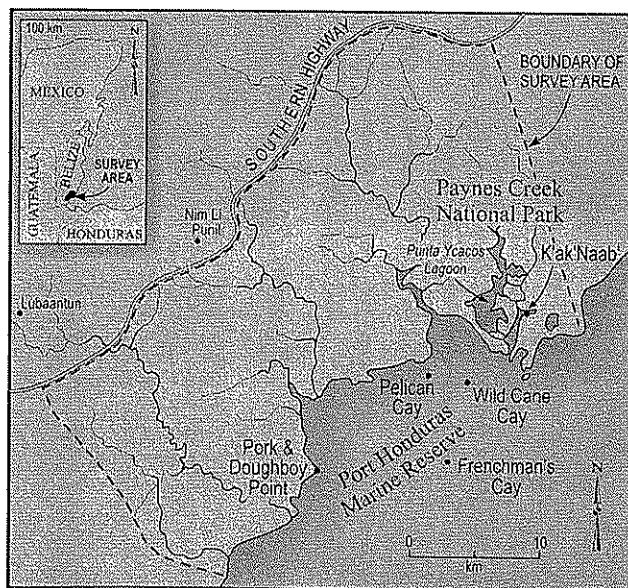 100 km
N
MEXICO
BELIZE
SURVEY
AREA
GUATEMALA
HONDURAS
SOUTHERN HIGHWAY
BOUNDARY OF
SURVEY AREA
Paynes Creek
National Park
Nim Li
Punit
Punta Ycacos
Lagoon
K'ak' Naab'
Lubaantun
Pelican
Cay
Wild Cane
Cay
Port Honduras
Marine Reserve
Pork &
Doughboy
Point
Frenchman's
Cay
N
0 10
km